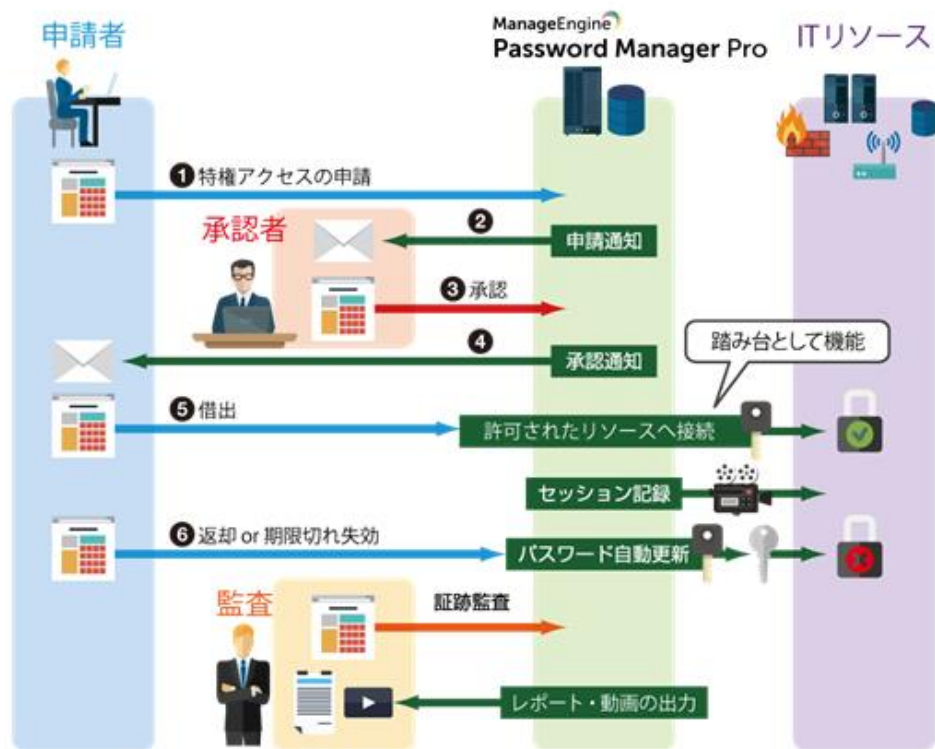 申請者
ManageEngine
Password Manager Pro
ITリソース
❶ 特権アクセスの申請
承認者
❷
申請通知
❸ 承認
❹
承認通知
踏み台として機能
❺ 借出
許可されたリソースへ接続
セッション記録
❻ 返却 or 期限切れ失効
パスワード自動更新
監査
証跡監査
レポート・動画の出力